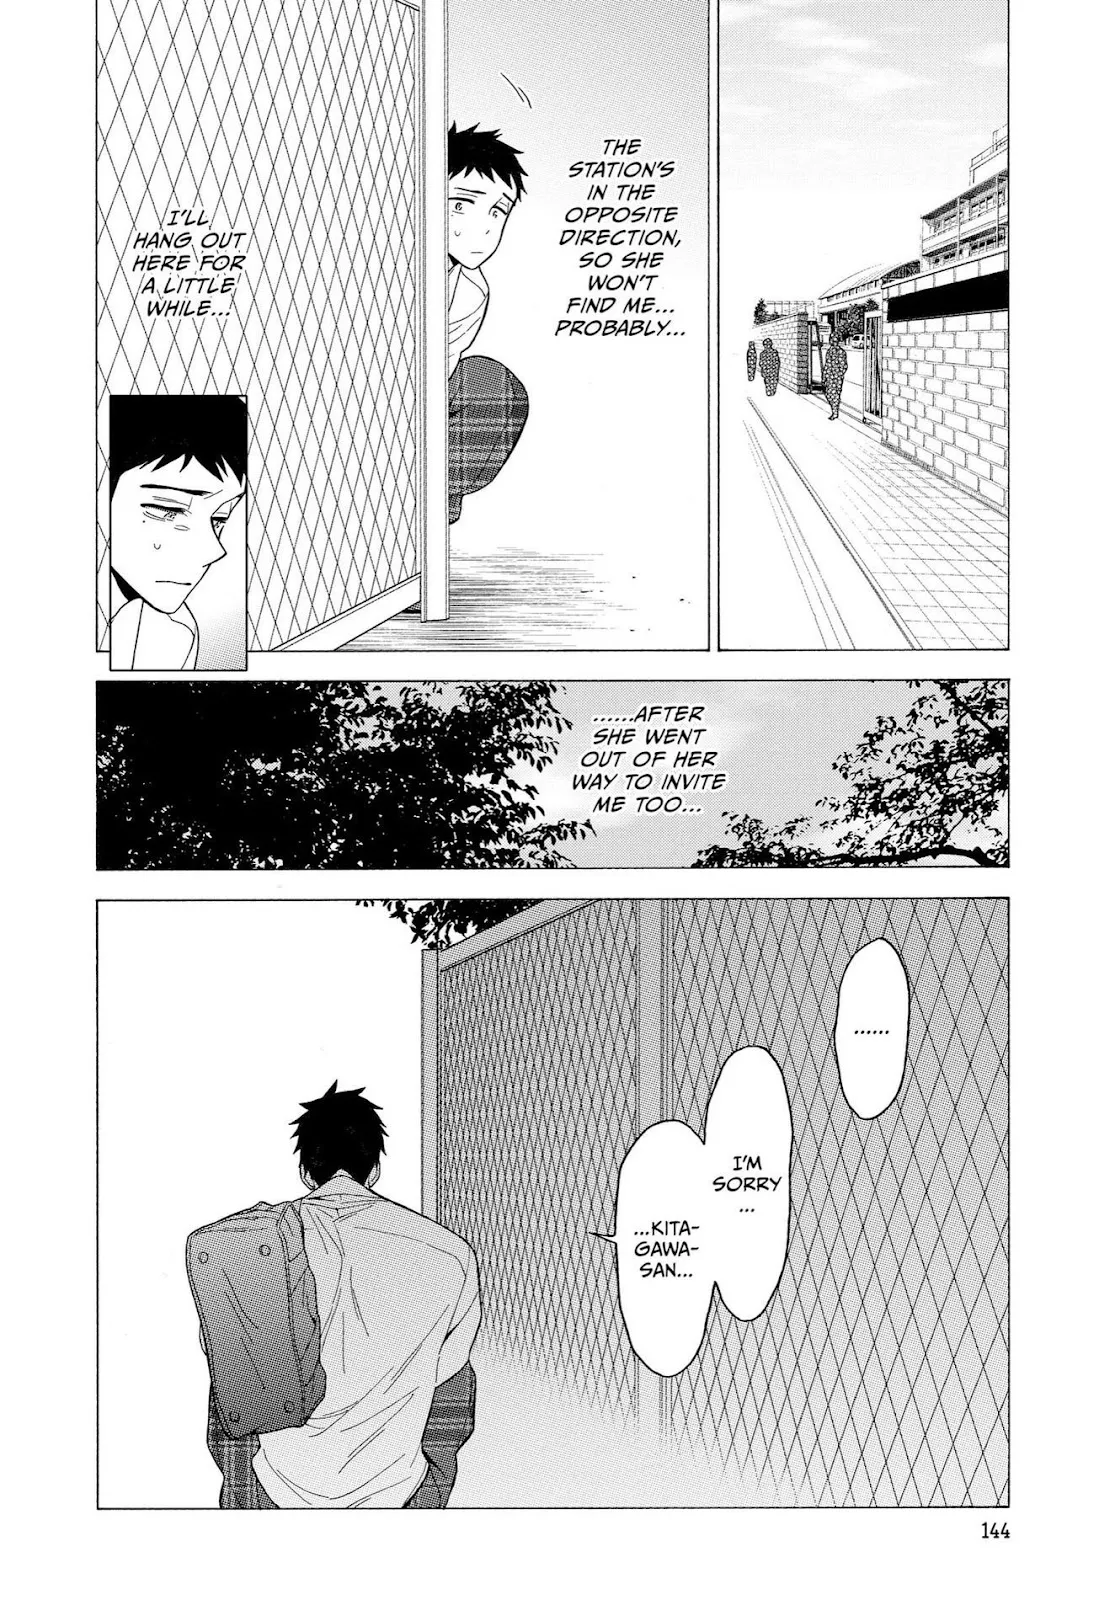 THE
STATION'S
IN THE
OPPOSITE
DIRECTION,
SO SHE
WON'T
FIND ME...
PROBABLY...
I'LL
HANG OUT
HERE FOR
A LITTLE
WHILE...!
......AFTER
SHE WENT
OUT OF HER
WAY TO INVITE
ME TOO...
......
I'M
SORRY
...
...KITA-
GAWA-
SAN...
144